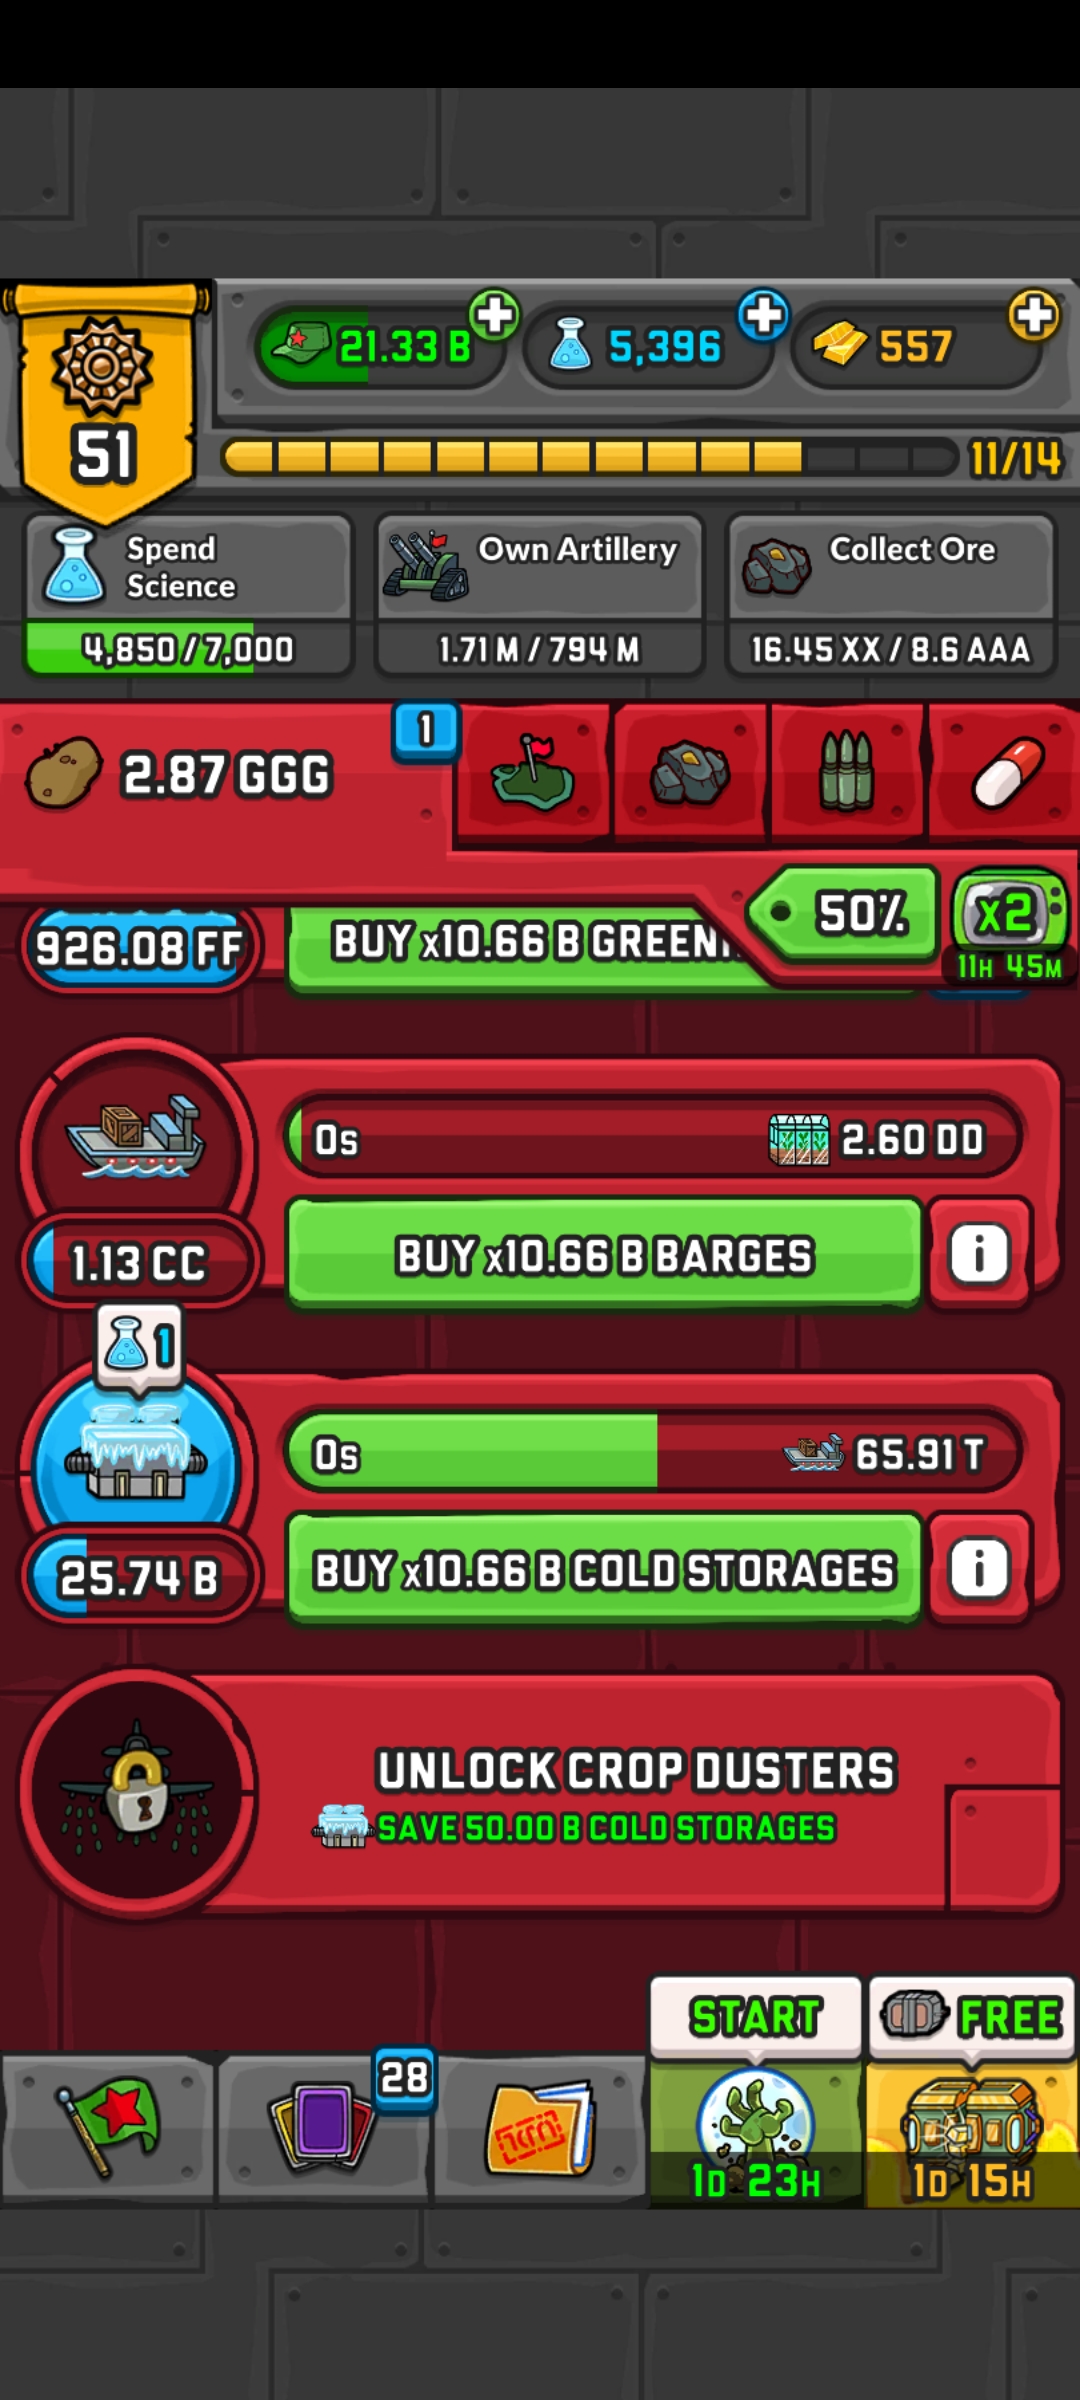 21.33 B
5,396
557
51
11/14
Spend
Science
Own Artillery
Collect Ore
4,850 / 7,000
1.71 M / 794 M
16.45 XX / 8.6 AAA
2.87 GGG
1
50%
x2
11H 45M
926.08 FF
BUY x10.66 B
0s
2.60 DD
1.13 CC
BUY x10.66 B BARGES
i
1
0s
65.91 T
25.74 B
BUY x10.66 B COLD STORAGES
i
UNLOCK CROP DUSTERS
SAVE 50.00 B COLD STORAGES
START
FREE
28
1D 23H
1D 15H